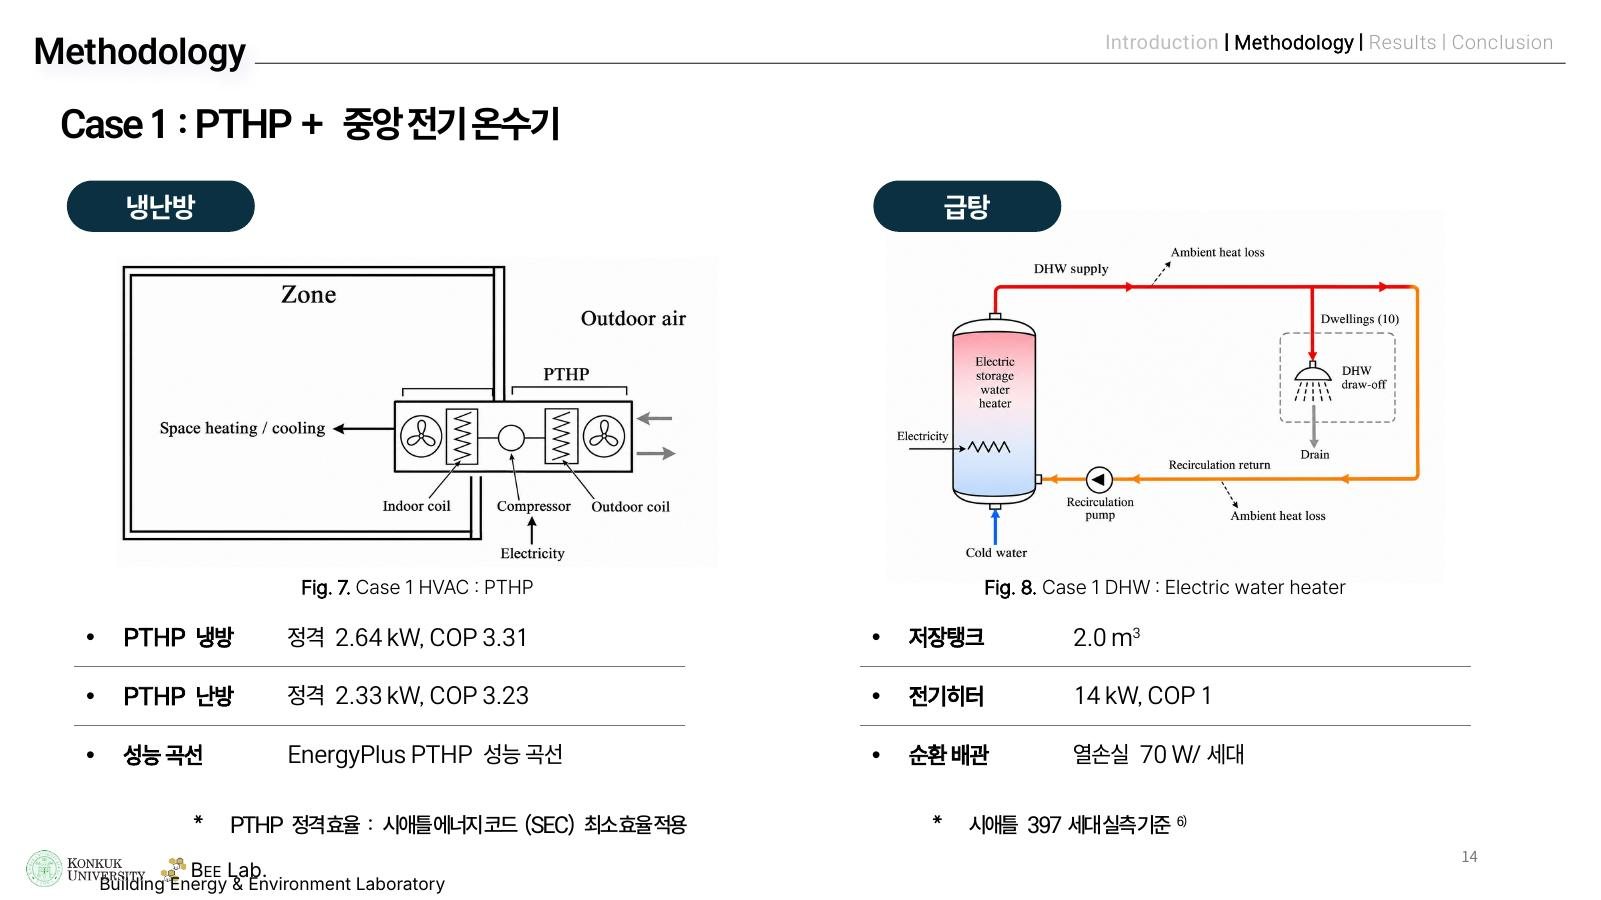 Methodology
Introduction | Methodology | Results | Conclusion
Case 1 : PTHP + 중앙 전기 온수기
냉난방
Zone
Outdoor air
PTHP
Space heating / cooling
Indoor coil
Compressor
Outdoor coil
Electricity
Fig. 7. Case 1 HVAC : PTHP
• PTHP 냉방 정격 2.64 kW, COP 3.31
• PTHP 난방 정격 2.33 kW, COP 3.23
• 성능 곡선 EnergyPlus PTHP 성능 곡선
* PTHP 정격효율 : 시애틀에너지코드 (SEC) 최소효율적용
급탕
Ambient heat loss
DHW supply
Dwellings (10)
Electric
storage
water
heater
DHW
draw-off
Electricity
Drain
Recirculation return
Recirculation
pump
Ambient heat loss
Cold water
Fig. 8. Case 1 DHW : Electric water heater
• 저장탱크 2.0 m³
• 전기히터 14 kW, COP 1
• 순환 배관 열손실 70 W/ 세대
* 시애틀 397 세대실측기준 6)
14
KONKUK
UNIVERSITY
BEE Lab.
Building Energy & Environment Laboratory